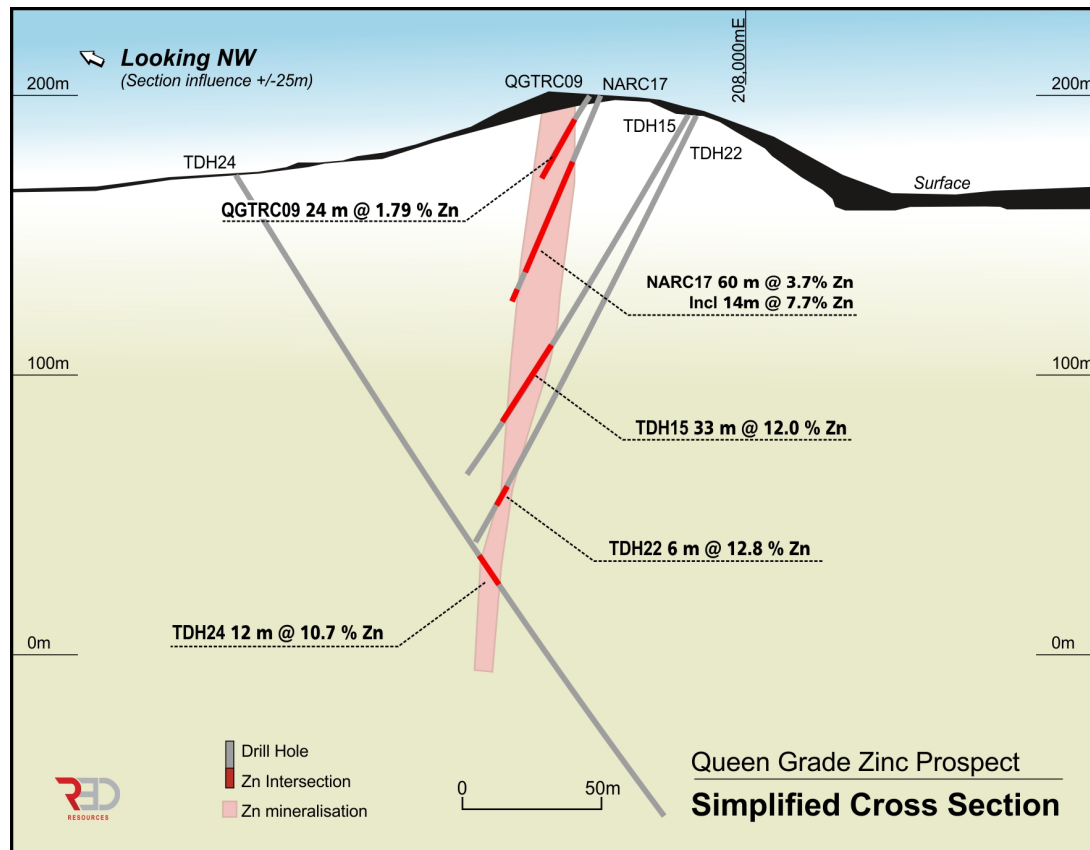 Looking NW
(Section influence +/-25m)
208,000mE
200m
200m
QGTRC09
NARC17
TDH15
TDH22
TDH24
Surface
QGTRC09 24 m @ 1.79 % Zn
NARC17 60 m @ 3.7% Zn
Incl 14m @ 7.7% Zn
100m
100m
TDH15 33 m @ 12.0 % Zn
TDH22 6 m @ 12.8 % Zn
TDH24 12 m @ 10.7 % Zn
0m
0m
Drill Hole
Zn Intersection
Zn mineralisation
0
50m
RED
RESOURCES
Queen Grade Zinc Prospect
Simplified Cross Section